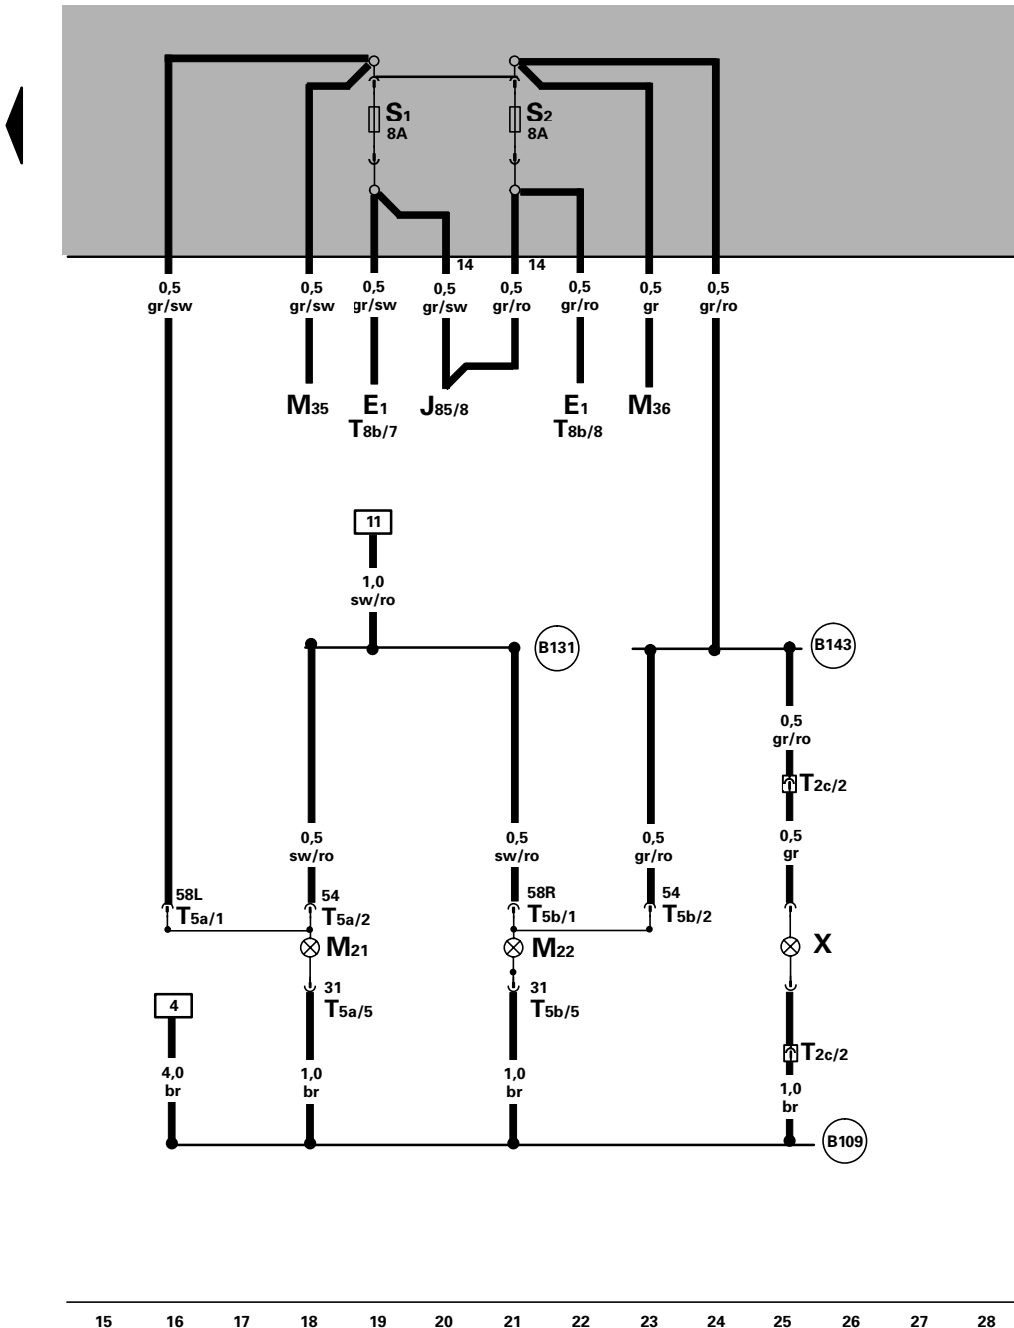 S1 S2
8A 8A
14 14
0,5 0,5 0,5 0,5 0,5 0,5 0,5 0,5
gr/sw gr/sw gr/sw gr/sw gr/ro gr/ro gr gr/ro
M35 E1 J85/8 E1 M36
T8b/7 T8b/8
11
1,0
sw/ro
B131 B143
0,5
gr/ro
T2c/2
0,5 0,5 0,5 0,5
sw/ro sw/ro gr/ro gr
58L 54 58R 54
T5a/1 T5a/2 T5b/1 T5b/2
M21 M22 X
31 31
T5a/5 T5b/5
4
T2c/2
4,0 1,0 1,0 1,0
br br br br
B109
15 16 17 18 19 20 21 22 23 24 25 26 27 28